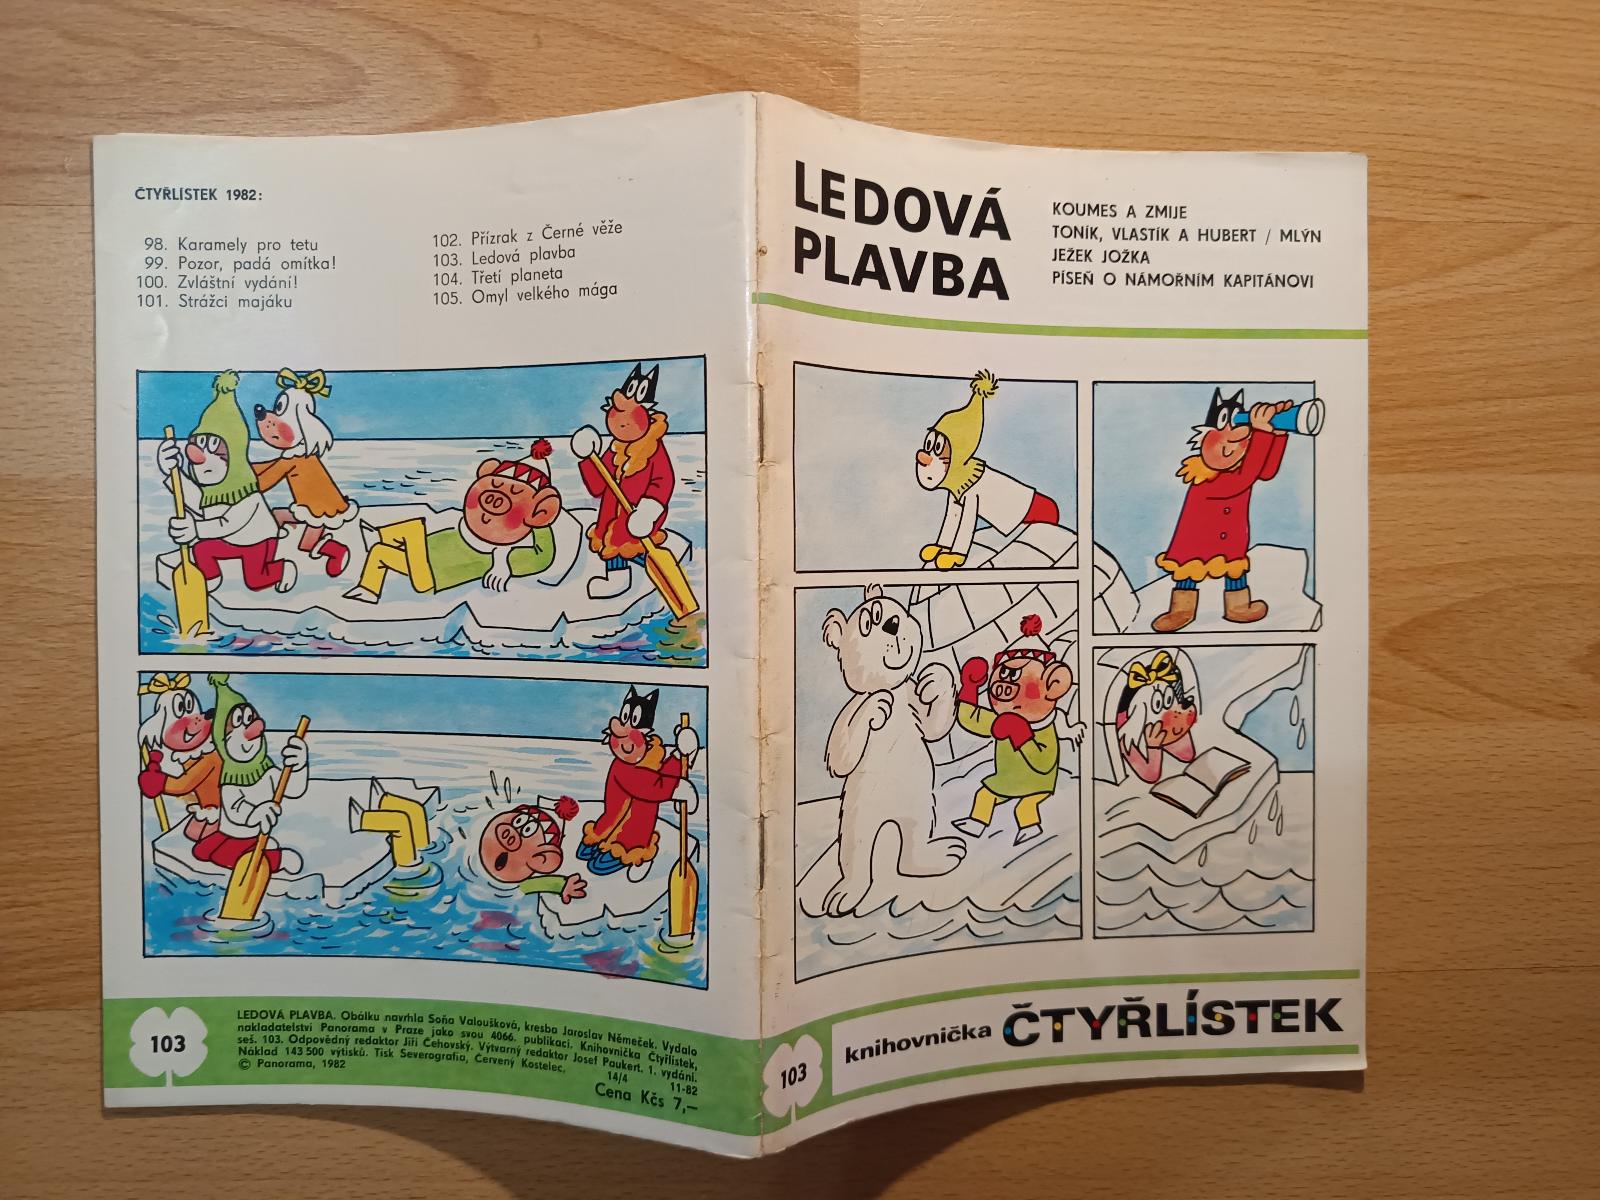 ČTYŘLÍSTEK 1982:
98. Karamely pro tetu
99. Pozor, padá omítka!
100. Zvláštní vydání!
101. Strážci majáku
102. Přízrak z Černé věže
103. Ledová plavba
104. Třetí planeta
105. Omyl velkého mága
103
LEDOVÁ PLAVBA. Obálku navrhla Soňa Valoušková, kresba Jaroslav Němeček. Vydalo
nakladatelství Panorama v Praze jako svou 4066. publikaci. Knihovnička Čtyřlístek,
seš. 103. Odpovědný redaktor Jiří Čehovský. Výtvarný redaktor Josef Paukert. 1. vydání.
Náklad 143 500 výtisků. Tisk Severografia, Červený Kostelec.
© Panorama, 1982
14/4 11-82
Cena Kčs 7,—
LEDOVÁ
PLAVBA
KOUMES A ZMIJE
TONÍK, VLASTÍK A HUBERT / MLÝN
JEŽEK JOŽKA
PÍSEŇ O NÁMOŘNÍM KAPITÁNOVI
103
knihovnička ČTYŘLÍSTEK